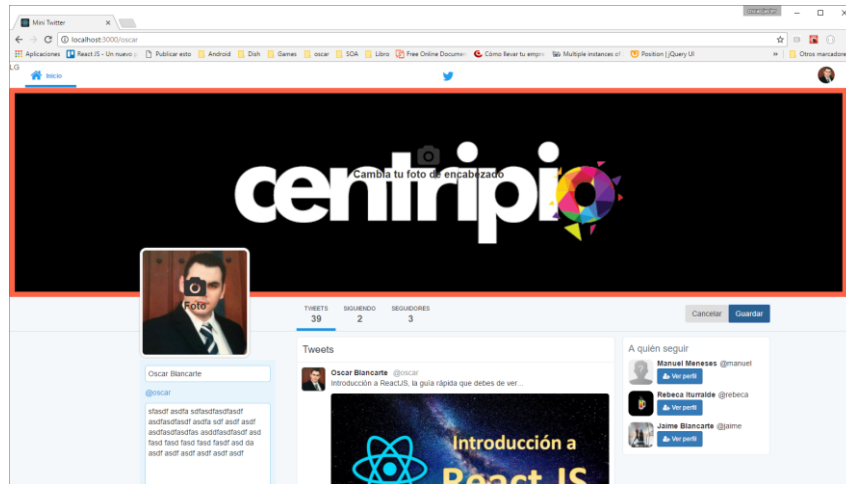 Mini Twitter
localhost:3000/oscar
Aplicaciones React JS - Un nuevo Publicar esto Android Dish Games oscar SOA Libro Free Online Documen Cómo llevar tu empre Multiple instances of Position | jQuery UI » Otros marcadore
LG
Inicio
centripio
Cambia tu foto de encabezado
Foto
TWEETS SIGUIENDO SEGUIDORES
39 2 3
Cancelar Guardar
Oscar Blancarte
@oscar
sfasdf asdfa sdfasdfasdfasdf
asdfasdfasdf asdfa sdf asdf asdf
asdfasdfasdfas asddfasdfasdf asd
fasd fasd fasd fasd fasdf asd da
asdf asdf asdf asdf asdf asdf
Tweets
Oscar Blancarte @oscar
Introducción a ReactJS, la guía rápida que debes de ver...
Introducción a
React JS
A quién seguir
Manuel Meneses @manuel
Ver perfil
Rebeca Iturralde @rebeca
Ver perfil
Jaime Blancarte @jaime
Ver perfil